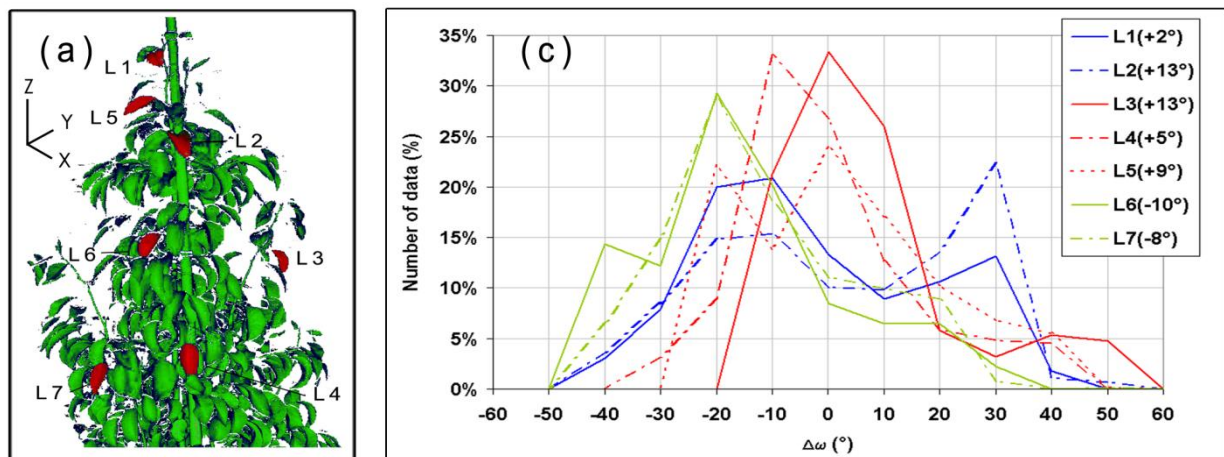 (a)
L1
Z
Y
X
L5
L2
L6
L3
L7
L4
(c)
35%
30%
25%
20%
15%
10%
5%
0%
Number of data (%)
-60 -50 -40 -30 -20 -10 0 10 20 30 40 50 60
Δω (°)
L1(+2°)
L2(+13°)
L3(+13°)
L4(+5°)
L5(+9°)
L6(-10°)
L7(-8°)